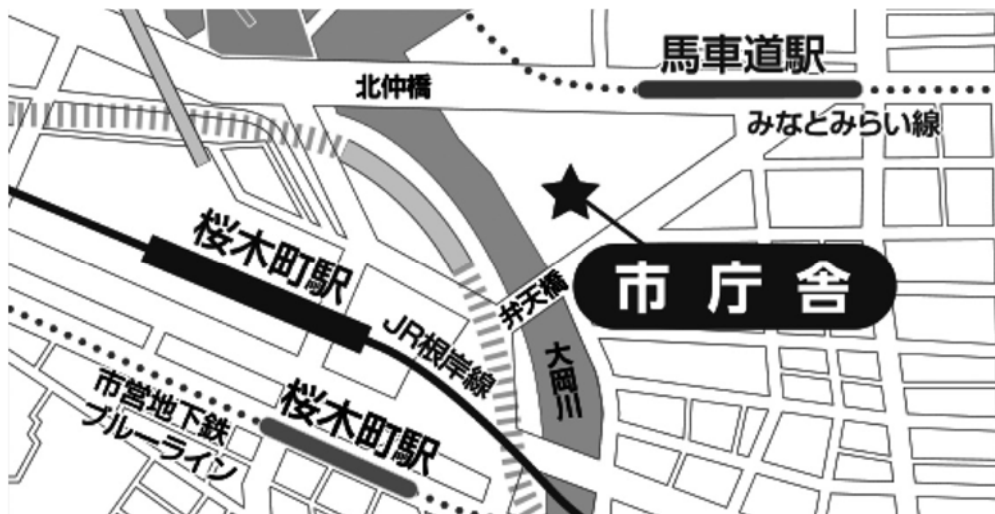 馬車道駅
北仲橋
みなとみらい線
桜木町駅
市庁舎
弁天橋
JR根岸線
大岡川
市営地下鉄
ブルーライン
桜木町駅